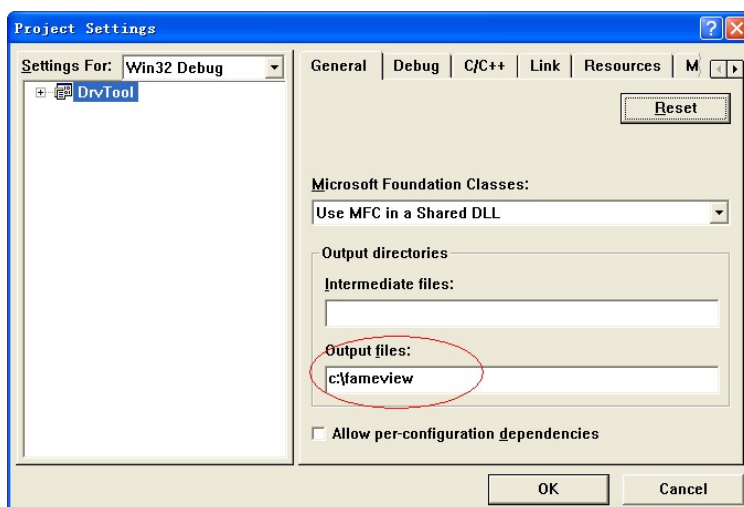 Project Settings
Settings For: Win32 Debug
DrvTool
General Debug C/C++ Link Resources M
Reset
Microsoft Foundation Classes:
Use MFC in a Shared DLL
Output directories
Intermediate files:
Output files:
c:\fameview
Allow per-configuration dependencies
OK Cancel